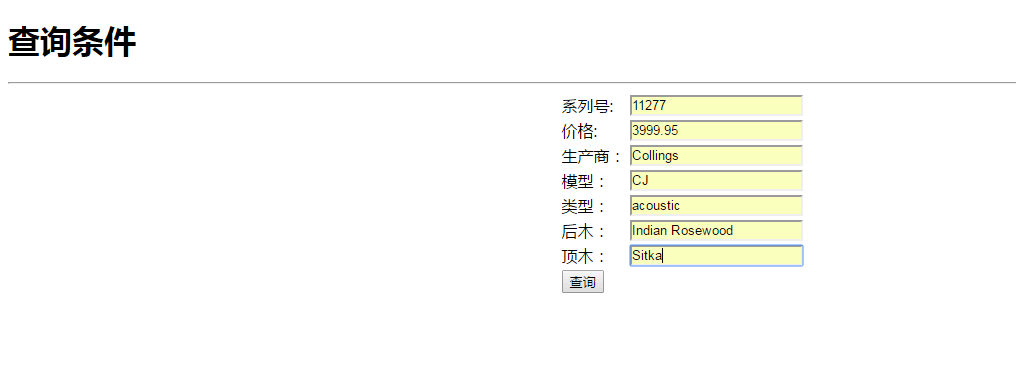 查询条件
系列号: 11277
价格: 3999.95
生产商： Collings
模型： CJ
类型： acoustic
后木： Indian Rosewood
顶木： Sitka
查询